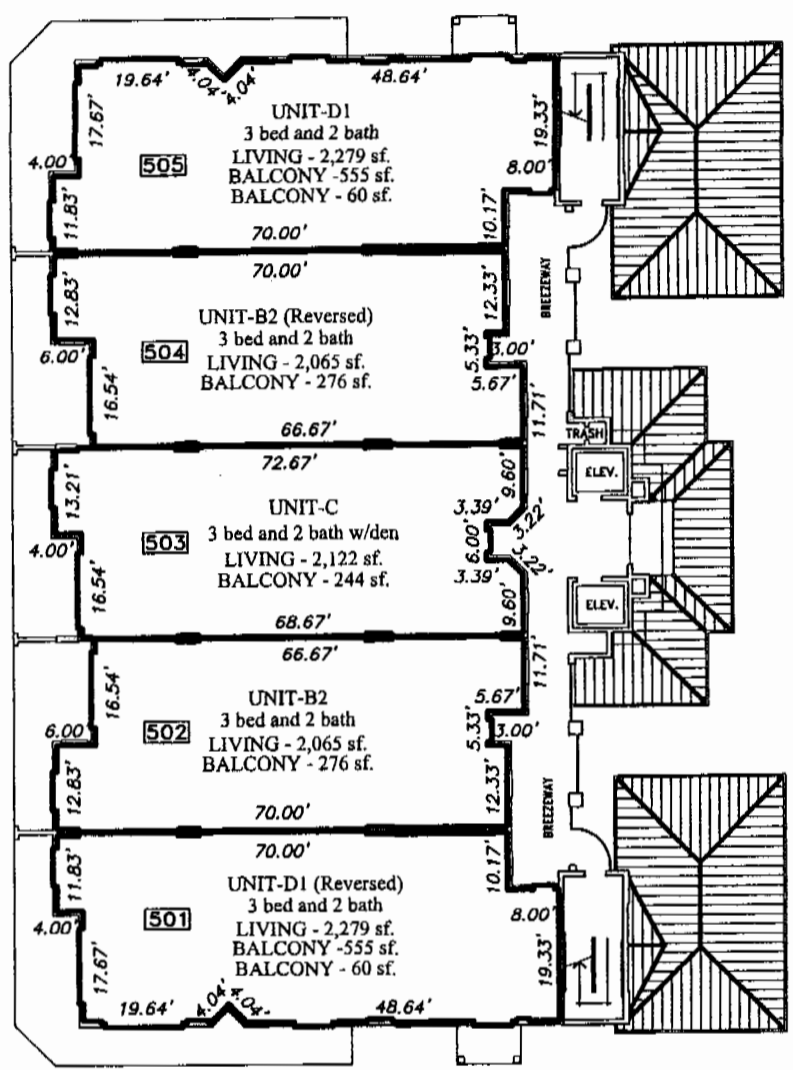 19.64'
4.04'
4.04'
48.64'
17.67'
UNIT-D1
3 bed and 2 bath
LIVING - 2,279 sf.
BALCONY -555 sf.
BALCONY - 60 sf.
19.33'
4.00'
505
8.00'
11.83'
10.17'
70.00'
70.00'
12.83'
12.33'
BREEZEWAY
UNIT-B2 (Reversed)
3 bed and 2 bath
LIVING - 2,065 sf.
BALCONY - 276 sf.
6.00'
504
5.33'
3.00'
5.67'
16.54'
11.71'
66.67'
TRASH
72.67'
ELEV.
13.21'
9.60'
UNIT-C
3 bed and 2 bath w/den
LIVING - 2,122 sf.
BALCONY - 244 sf.
3.39'
3.22'
4.00'
503
6.00'
3.22'
3.39'
16.54'
9.60'
ELEV.
68.67'
66.67'
16.54'
11.71'
UNIT-B2
3 bed and 2 bath
LIVING - 2,065 sf.
BALCONY - 276 sf.
5.67'
6.00'
502
5.33'
3.00'
12.83'
12.33'
BREEZEWAY
70.00'
70.00'
11.83'
10.17'
UNIT-D1 (Reversed)
3 bed and 2 bath
LIVING - 2,279 sf.
BALCONY -555 sf.
BALCONY - 60 sf.
4.00'
501
8.00'
17.67'
19.33'
19.64'
4.04'
4.04'
48.64'